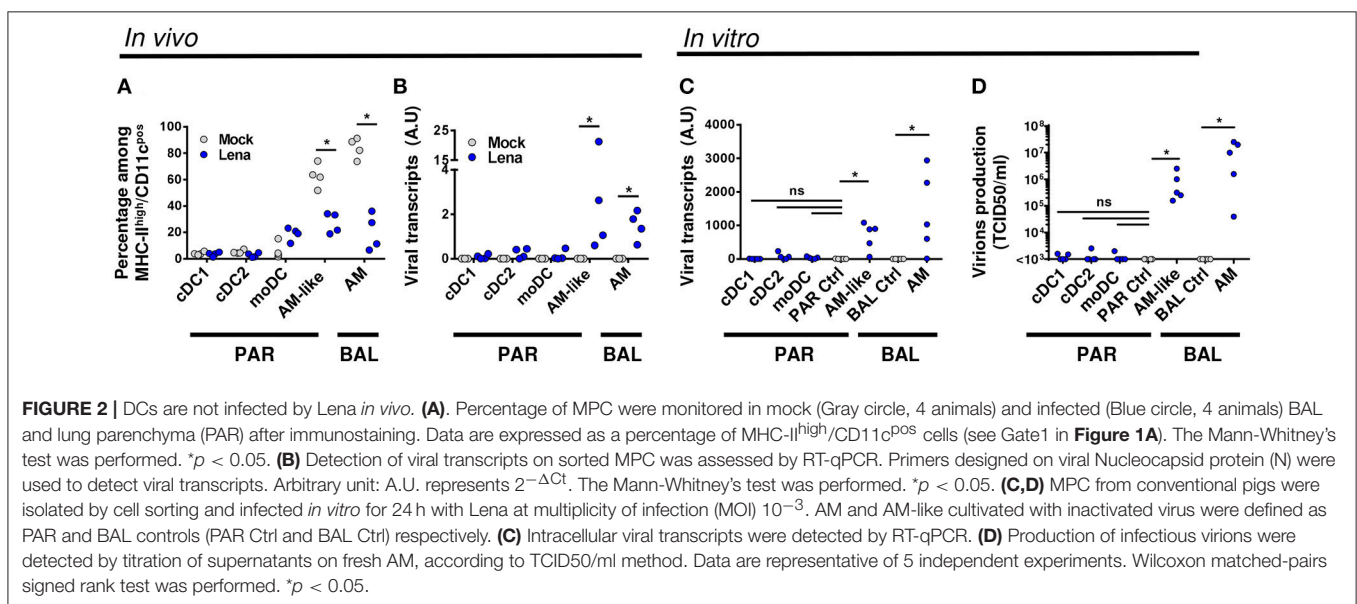 In vivo
In vitro
A
Percentage among
MHC-II^high/CD11c^pos
100
80
60
40
20
0
Mock
Lena
*
*
cDC1
cDC2
moDC
AM-like
AM
PAR
BAL
B
Viral transcripts (A.U)
25
15
4
2
0
Mock
Lena
*
*
cDC1
cDC2
moDC
AM-like
AM
PAR
BAL
C
Viral transcripts (A.U)
4000
3000
2000
1000
0
ns
*
*
cDC1
cDC2
moDC
PAR Ctrl
AM-like
BAL Ctrl
AM
PAR
BAL
D
Virions production
(TCID50/ml)
10^8
10^7
10^6
10^5
10^4
<10^3
ns
*
*
cDC1
cDC2
moDC
PAR Ctrl
AM-like
BAL Ctrl
AM
PAR
BAL
FIGURE 2 | DCs are not infected by Lena in vivo. (A). Percentage of MPC were monitored in mock (Gray circle, 4 animals) and infected (Blue circle, 4 animals) BAL
and lung parenchyma (PAR) after immunostaining. Data are expressed as a percentage of MHC-II^high/CD11c^pos cells (see Gate1 in Figure 1A). The Mann-Whitney's
test was performed. *p < 0.05. (B) Detection of viral transcripts on sorted MPC was assessed by RT-qPCR. Primers designed on viral Nucleocapsid protein (N) were
used to detect viral transcripts. Arbitrary unit: A.U. represents 2^−ΔCt. The Mann-Whitney's test was performed. *p < 0.05. (C,D) MPC from conventional pigs were
isolated by cell sorting and infected in vitro for 24 h with Lena at multiplicity of infection (MOI) 10^−3. AM and AM-like cultivated with inactivated virus were defined as
PAR and BAL controls (PAR Ctrl and BAL Ctrl) respectively. (C) Intracellular viral transcripts were detected by RT-qPCR. (D) Production of infectious virions were
detected by titration of supernatants on fresh AM, according to TCID50/ml method. Data are representative of 5 independent experiments. Wilcoxon matched-pairs
signed rank test was performed. *p < 0.05.